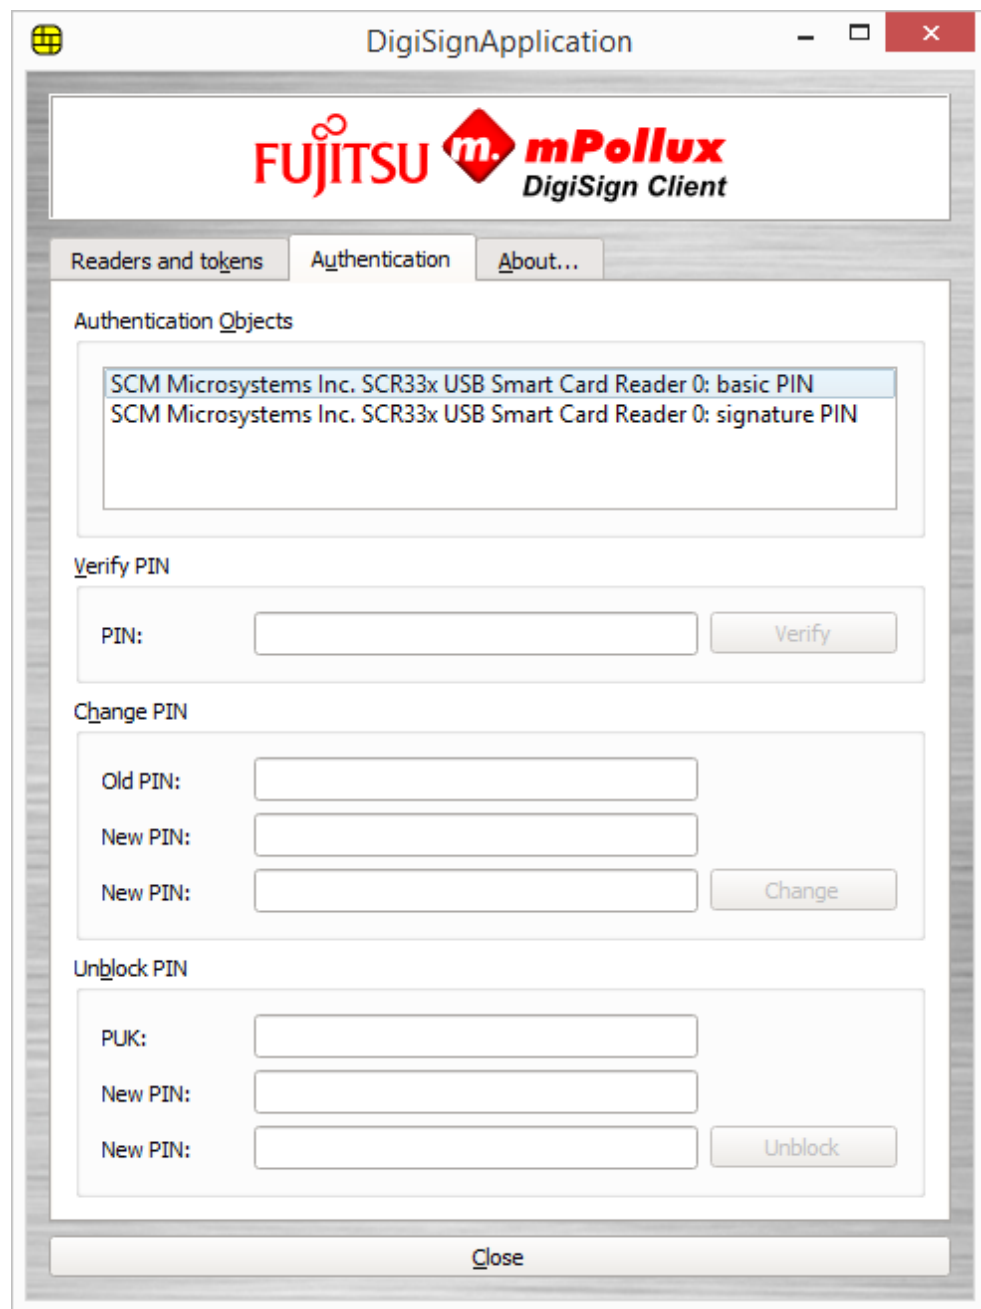 DigiSignApplication
FUJITSU m. mPollux
DigiSign Client
Readers and tokens Authentication About...
Authentication Objects
SCM Microsystems Inc. SCR33x USB Smart Card Reader 0: basic PIN
SCM Microsystems Inc. SCR33x USB Smart Card Reader 0: signature PIN
Verify PIN
PIN: Verify
Change PIN
Old PIN:
New PIN:
New PIN: Change
Unblock PIN
PUK:
New PIN:
New PIN: Unblock
Close